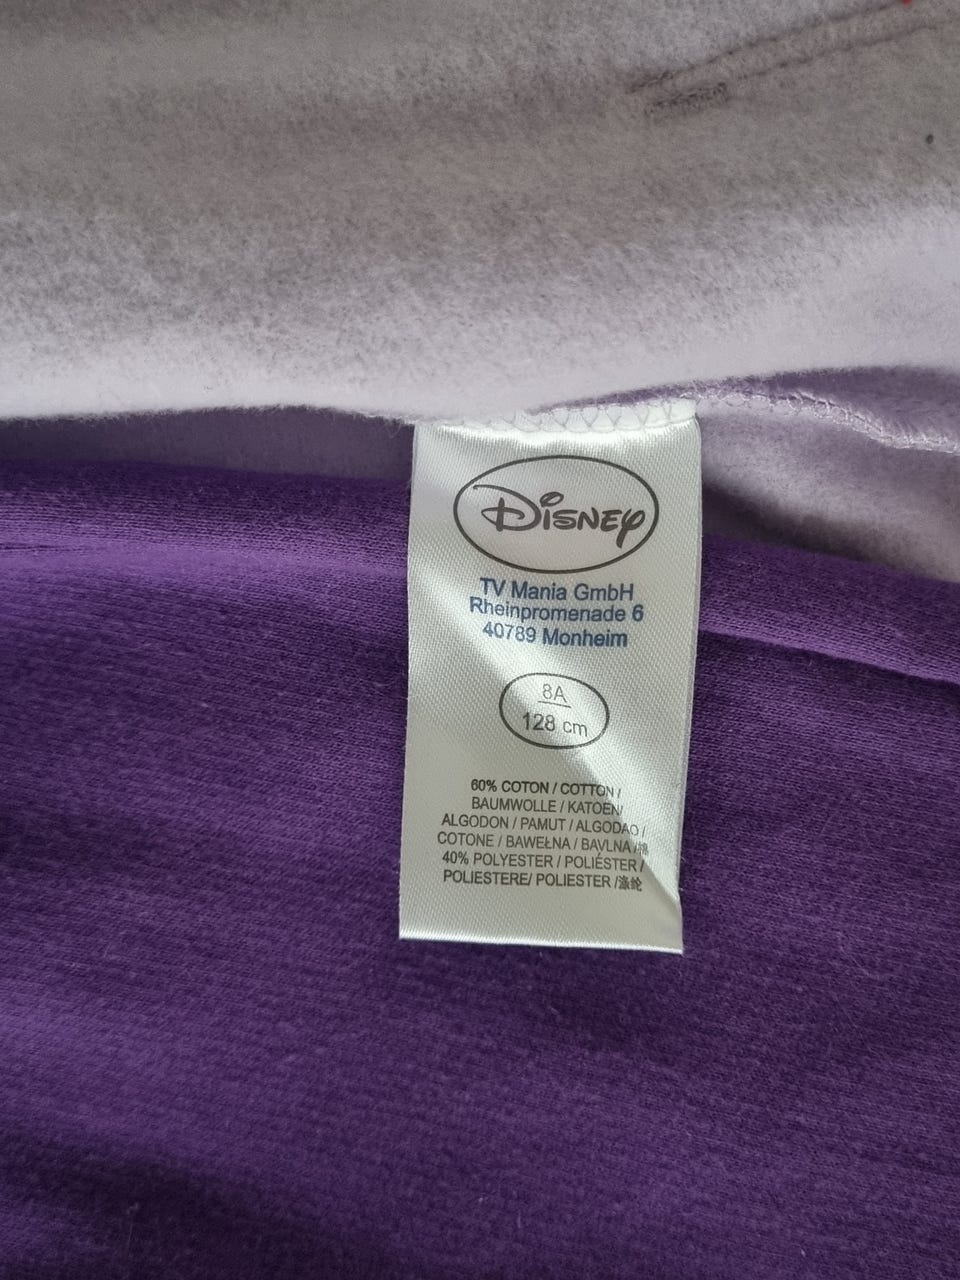 Disney
TV Mania GmbH
Rheinpromenade 6
40789 Monheim
8A
128 cm
60% COTON / COTTON /
BAUMWOLLE / KATOEN/
ALGODON / PAMUT / ALGODAO /
COTONE / BAWEŁNA / BAVLNA /棉
40% POLYESTER / POLIÉSTER /
POLIESTERE/ POLIESTER /涤纶